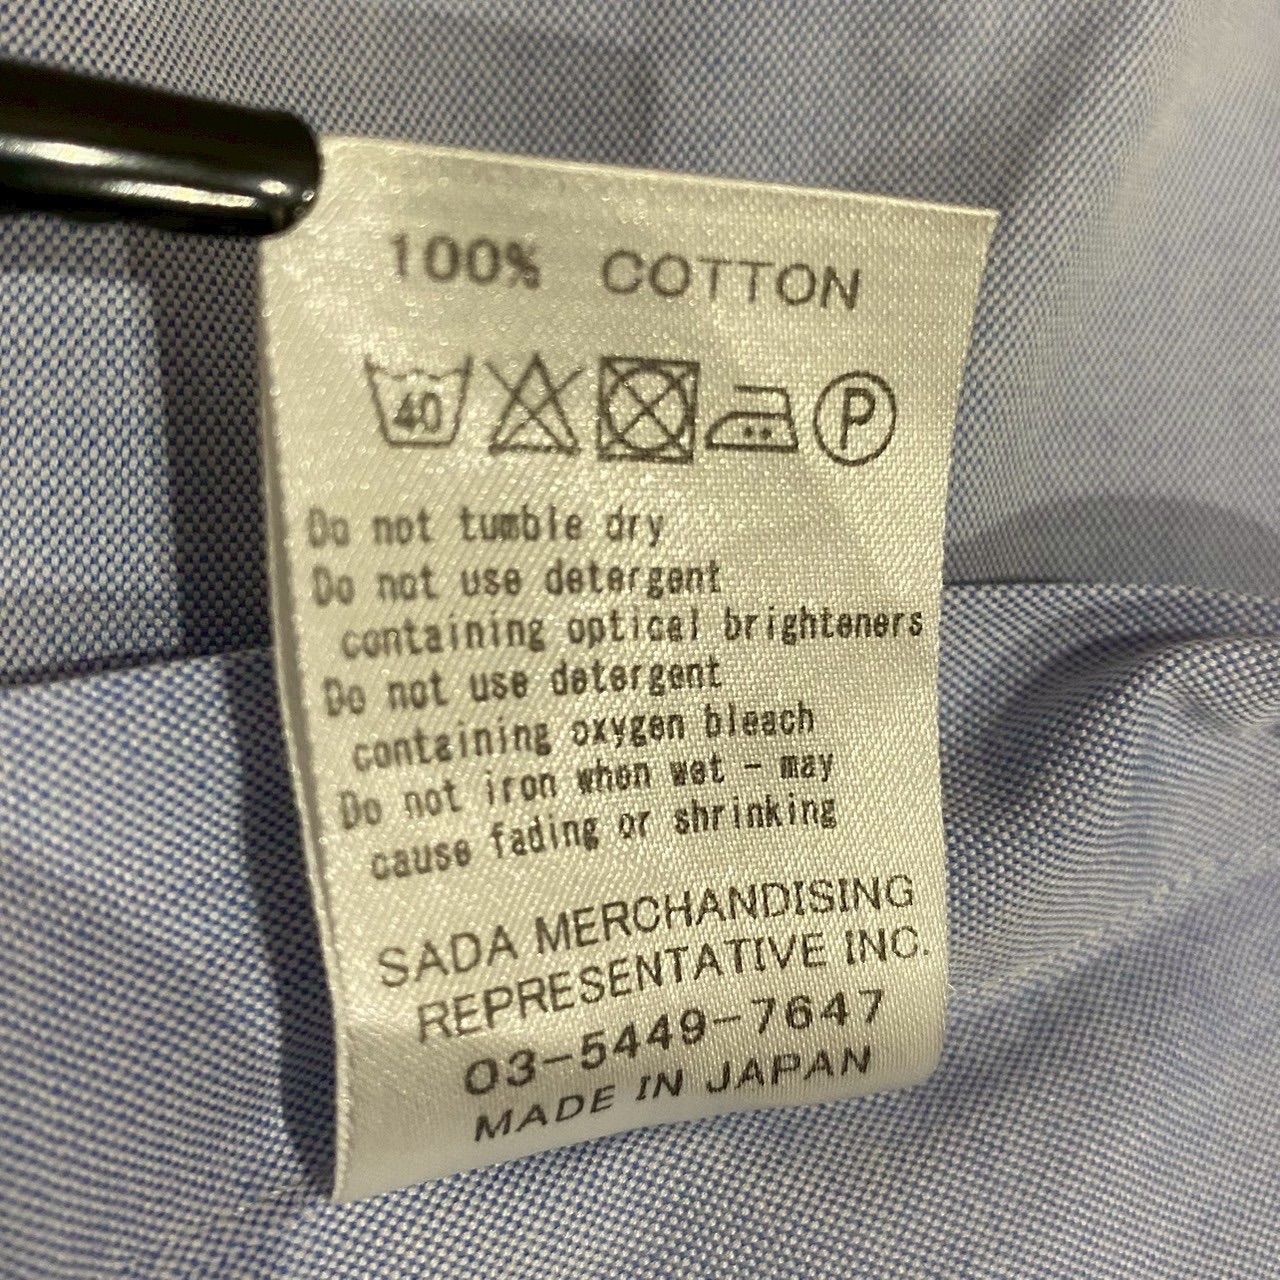 100% COTTON
40 P
Do not tumble dry
Do not use detergent
containing optical brighteners
Do not use detergent
containing oxygen bleach
Do not iron when wet - may
cause fading or shrinking
SADA MERCHANDISING
REPRESENTATIVE INC.
03-5449-7647
MADE IN JAPAN